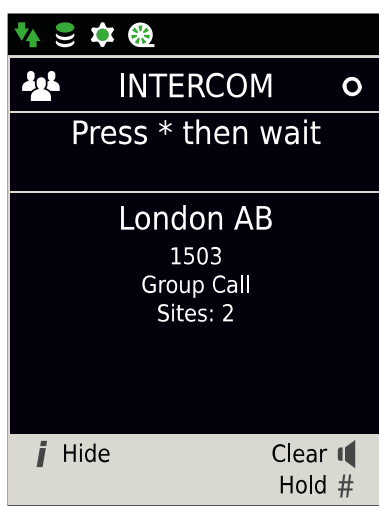 INTERCOM
Press * then wait
London AB
1503
Group Call
Sites: 2
i Hide
Clear
Hold #